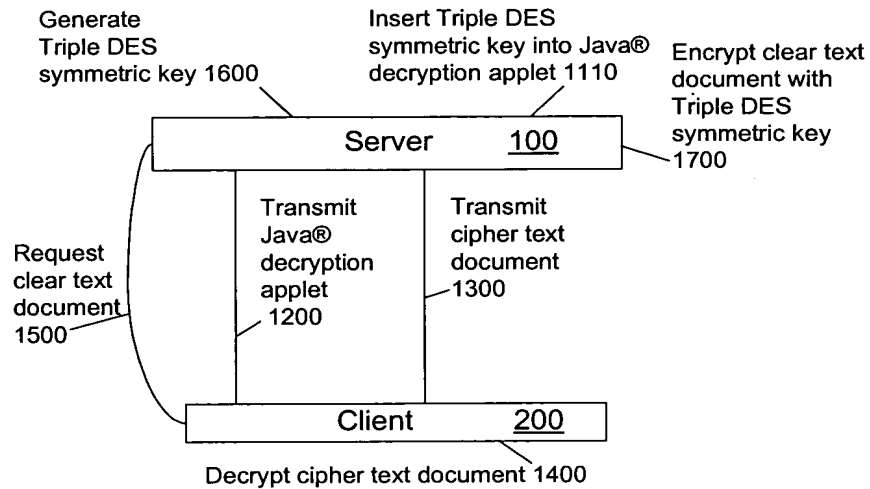 Generate
Triple DES
symmetric key 1600
Insert Triple DES
symmetric key into Java®
decryption applet 1110
Encrypt clear text
document with
Triple DES
symmetric key
1700
Server 100
Request
clear text
document
1500
Transmit
Java®
decryption
applet
1200
Transmit
cipher text
document
1300
Client 200
Decrypt cipher text document 1400